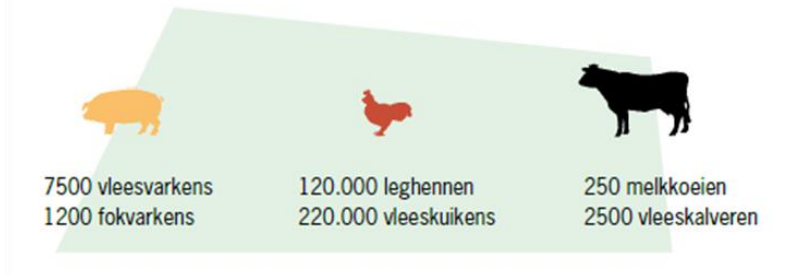 7500 vleesvarkens
1200 fokvarkens
120.000 leghennen
220.000 vleeskuikens
250 melkkoeien
2500 vleeskalveren